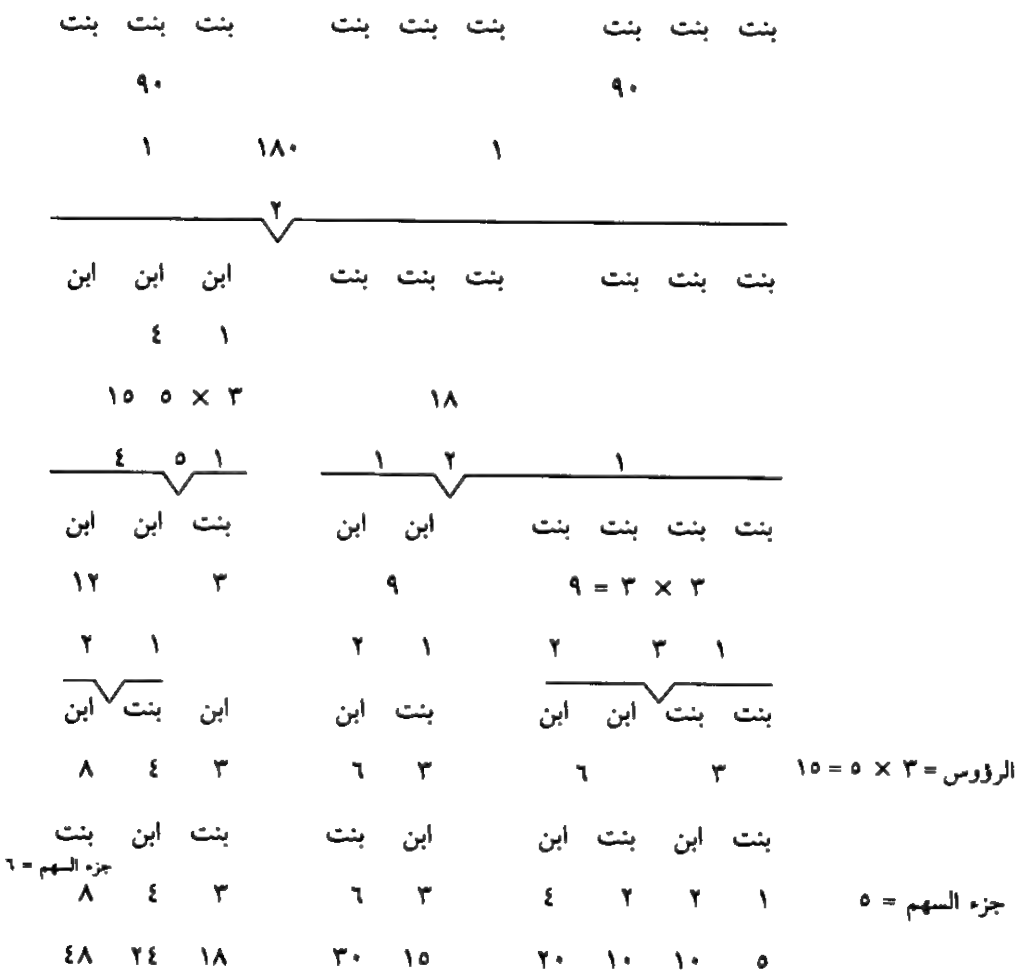 بنت بنت بنت بنت بنت بنت بنت بنت بنت
٩٠ ٩٠
١ ١٨٠ ١
٢
بنت بنت بنت بنت بنت بنت ابن ابن ابن
١ ٤
١٨ ٣ × ٥ ١٥
١ ٢ ١ ١ ٥ ٤
بنت بنت بنت بنت ابن ابن بنت ابن ابن
٣ × ٣ = ٩ ٩ ٣ ١٢
١ ٣ ٢ ١ ٢ ١ ٢
بنت بنت ابن ابن بنت ابن ابن بنت ابن
الرؤوس = ٣ × ٥ = ١٥ ٣ ٦ ٣ ٦ ٣ ٤ ٨
بنت ابن بنت ابن ابن بنت بنت ابن بنت
جزء السهم = ٦
جزء السهم = ٥ ١ ٢ ٢ ٤ ٣ ٦ ٣ ٤ ٨
٥ ١٠ ١٠ ٢٠ ١٥ ٣٠ ١٨ ٢٤ ٤٨